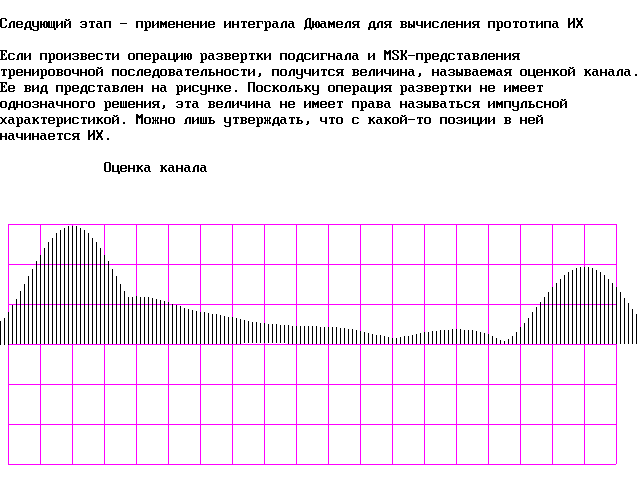 Следующий этап - применение интеграла Дюамеля для вычисления прототипа ИХ
Если произвести операцию развертки подсигнала и MSK-представления
тренировочной последовательности, получится величина, называемая оценкой канала.
Ее вид представлен на рисунке. Поскольку операция развертки не имеет
однозначного решения, эта величина не имеет права называться импульсной
характеристикой. Можно лишь утверждать, что с какой-то позиции в ней
начинается ИХ.
Оценка канала